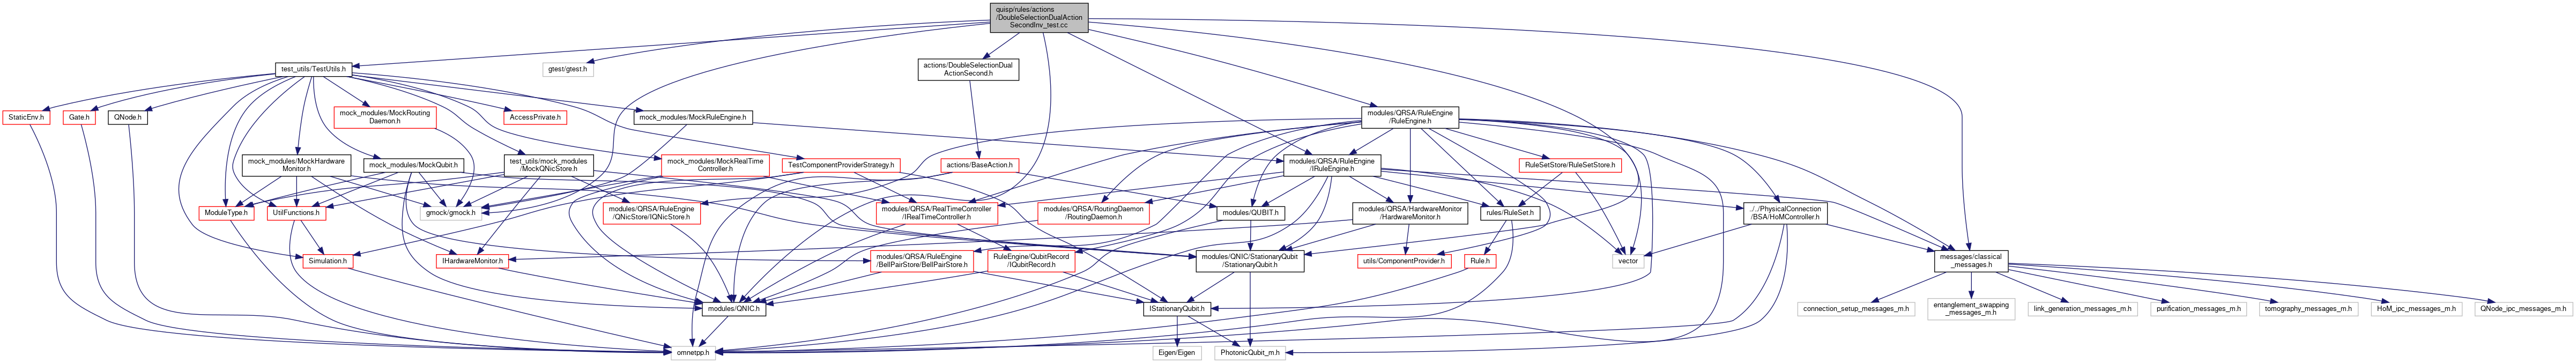 quisp/rules/actions
/DoubleSelectionDualAction
SecondInv_test.cc
test_utils/TestUtils.h
gtest/gtest.h
actions/DoubleSelectionDual
ActionSecond.h
StaticEnv.h
Gate.h
QNode.h
mock_modules/MockRouting
Daemon.h
AccessPrivate.h
mock_modules/MockRuleEngine.h
modules/QRSA/RuleEngine
/RuleEngine.h
mock_modules/MockHardware
Monitor.h
mock_modules/MockQubit.h
test_utils/mock_modules
/MockQNicStore.h
mock_modules/MockRealTime
Controller.h
TestComponentProviderStrategy.h
actions/BaseAction.h
modules/QRSA/RuleEngine
/IRuleEngine.h
RuleSetStore/RuleSetStore.h
ModuleType.h
UtilFunctions.h
gmock/gmock.h
modules/QRSA/RuleEngine
/QNicStore/IQNicStore.h
modules/QRSA/RealTimeController
/IRealTimeController.h
modules/QRSA/RoutingDaemon
/RoutingDaemon.h
modules/QUBIT.h
modules/QRSA/HardwareMonitor
/HardwareMonitor.h
rules/RuleSet.h
./../PhysicalConnection
/BSA/HoMController.h
Simulation.h
IHardwareMonitor.h
modules/QRSA/RuleEngine
/BellPairStore/BellPairStore.h
RuleEngine/QubitRecord
/IQubitRecord.h
modules/QNIC/StationaryQubit
/StationaryQubit.h
utils/ComponentProvider.h
Rule.h
vector
messages/classical
_messages.h
modules/QNIC.h
IStationaryQubit.h
connection_setup_messages_m.h
entanglement_swapping
_messages_m.h
link_generation_messages_m.h
purification_messages_m.h
tomography_messages_m.h
HoM_ipc_messages_m.h
QNode_ipc_messages_m.h
omnetpp.h
Eigen/Eigen
PhotonicQubit_m.h